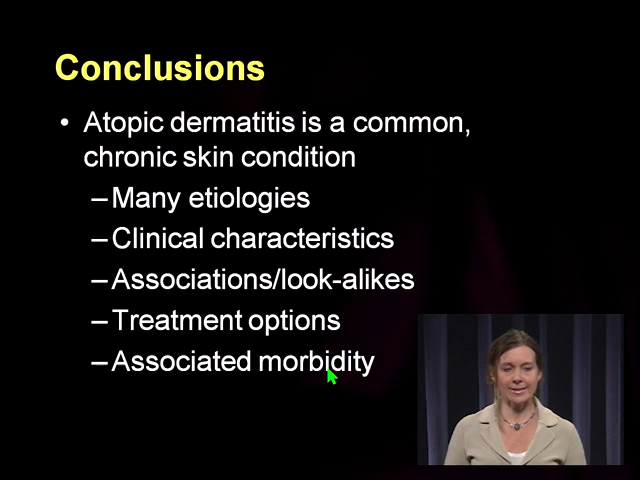 Conclusions
• Atopic dermatitis is a common,
chronic skin condition
–Many etiologies
–Clinical characteristics
–Associations/look-alikes
–Treatment options
–Associated morbidity